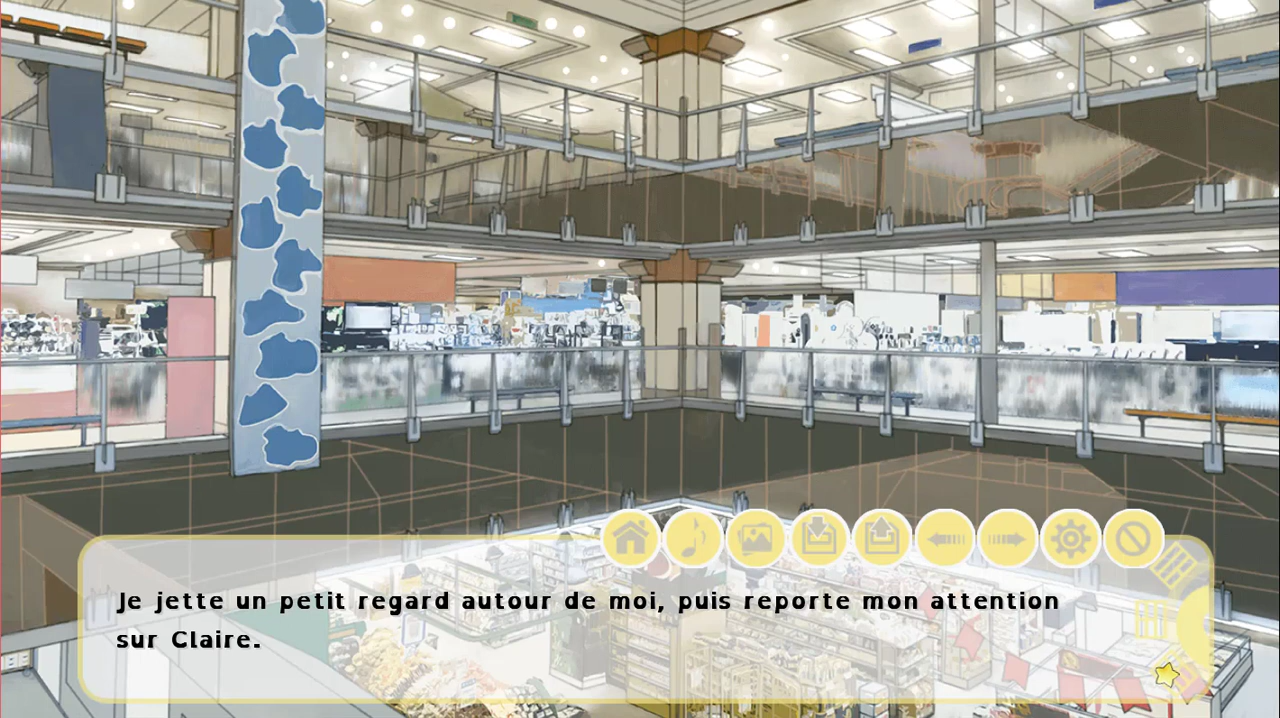 Je jette un petit regard autour de moi, puis reporte mon attention
sur Claire.